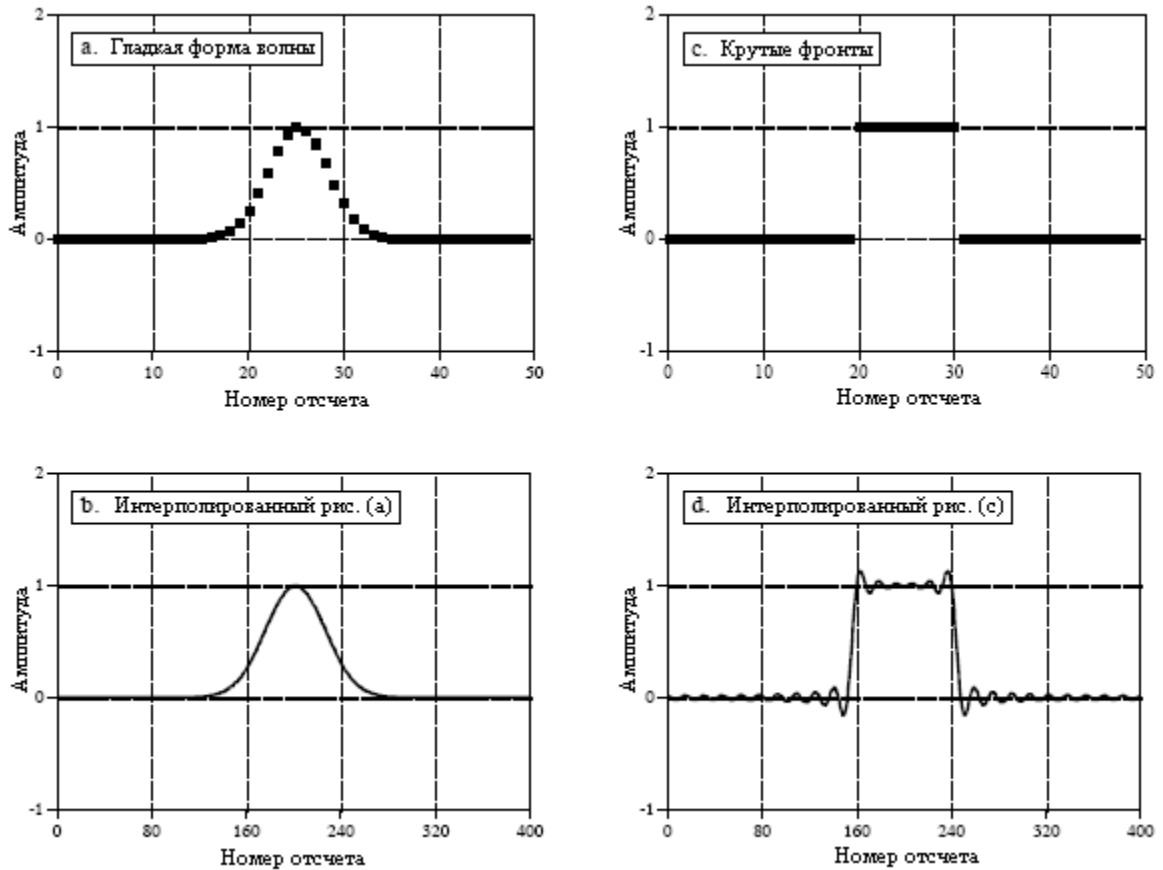 a. Гладкая форма волны
2
1
0
-1
Амплитуда
0 10 20 30 40 50
Номер отсчета
c. Крутые фронты
2
1
0
-1
Амплитуда
0 10 20 30 40 50
Номер отсчета
b. Интерполированный рис. (a)
2
1
0
-1
Амплитуда
0 80 160 240 320 400
Номер отсчета
d. Интерполированный рис. (c)
2
1
0
-1
Амплитуда
0 80 160 240 320 400
Номер отсчета